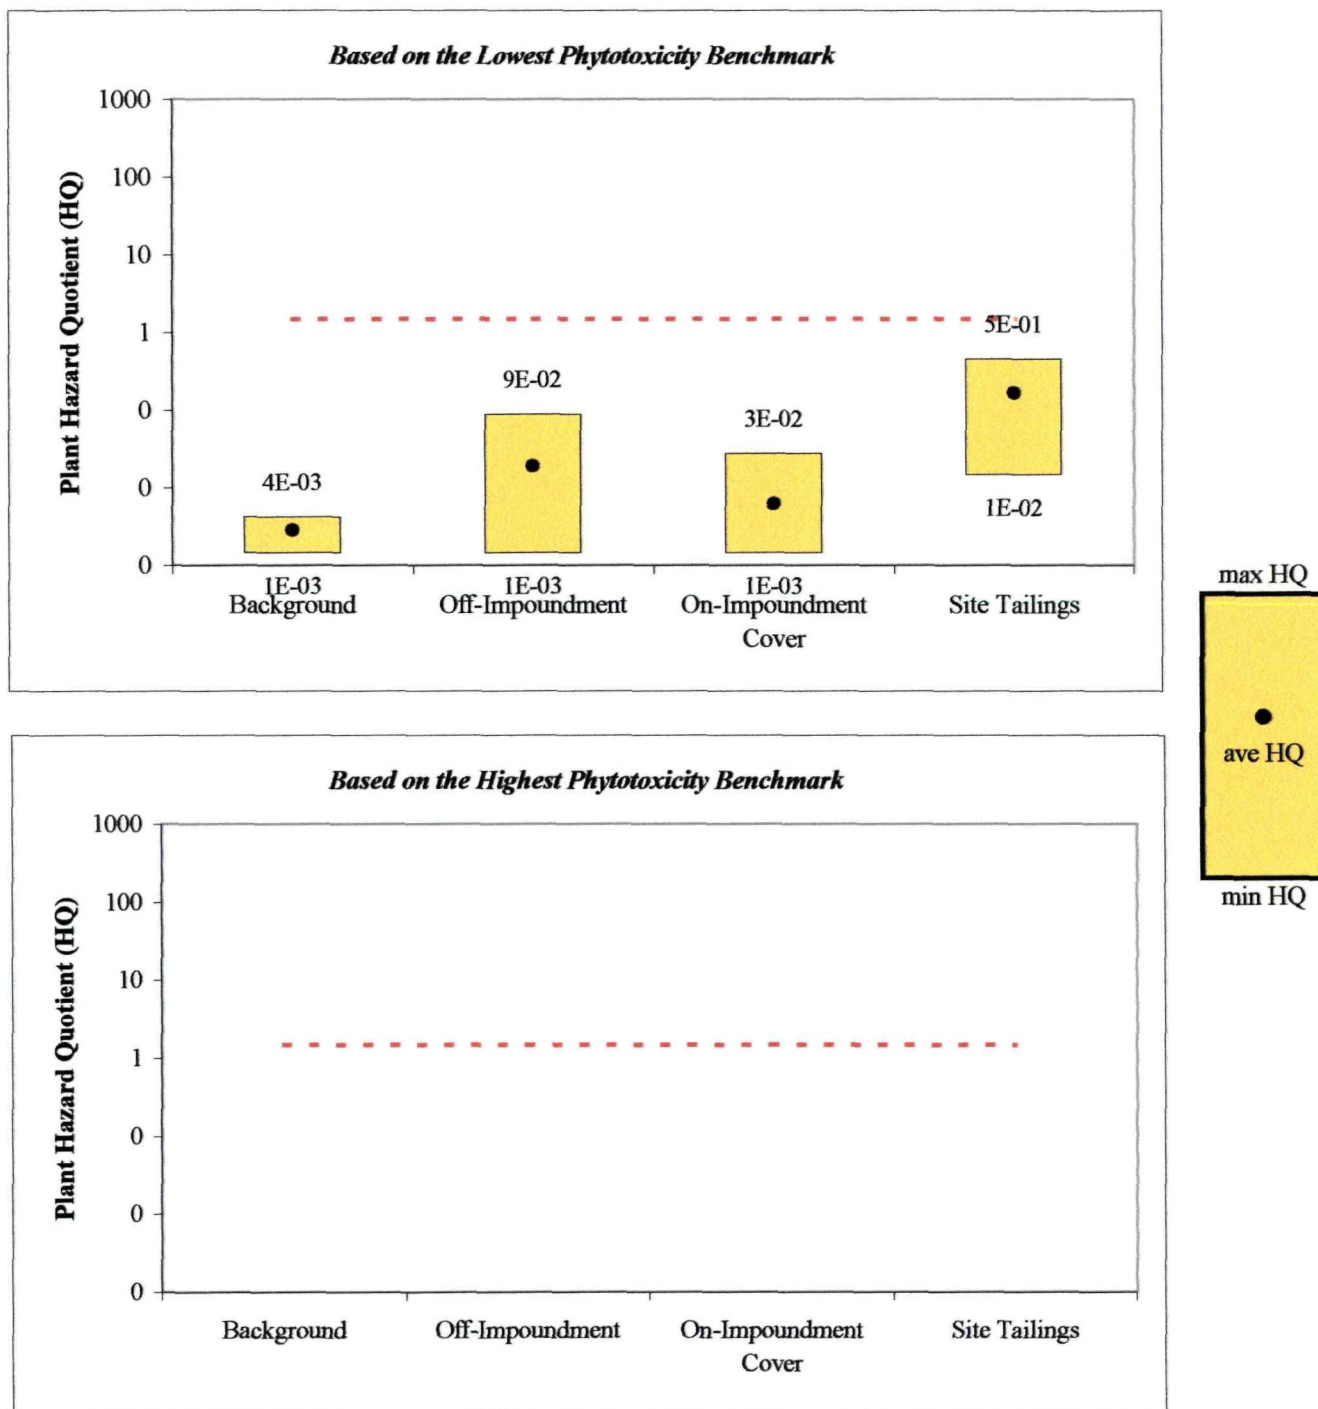 Based on the Lowest Phytotoxicity Benchmark
Plant Hazard Quotient (HQ)
1000
100
10
1
0
0
0
4E-03
9E-02
3E-02
5E-01
1E-02
1E-03
1E-03
1E-03
Background
Off-Impoundment
On-Impoundment
Cover
Site Tailings
max HQ
ave HQ
min HQ
Based on the Highest Phytotoxicity Benchmark
Plant Hazard Quotient (HQ)
1000
100
10
1
0
0
0
Background
Off-Impoundment
On-Impoundment
Cover
Site Tailings